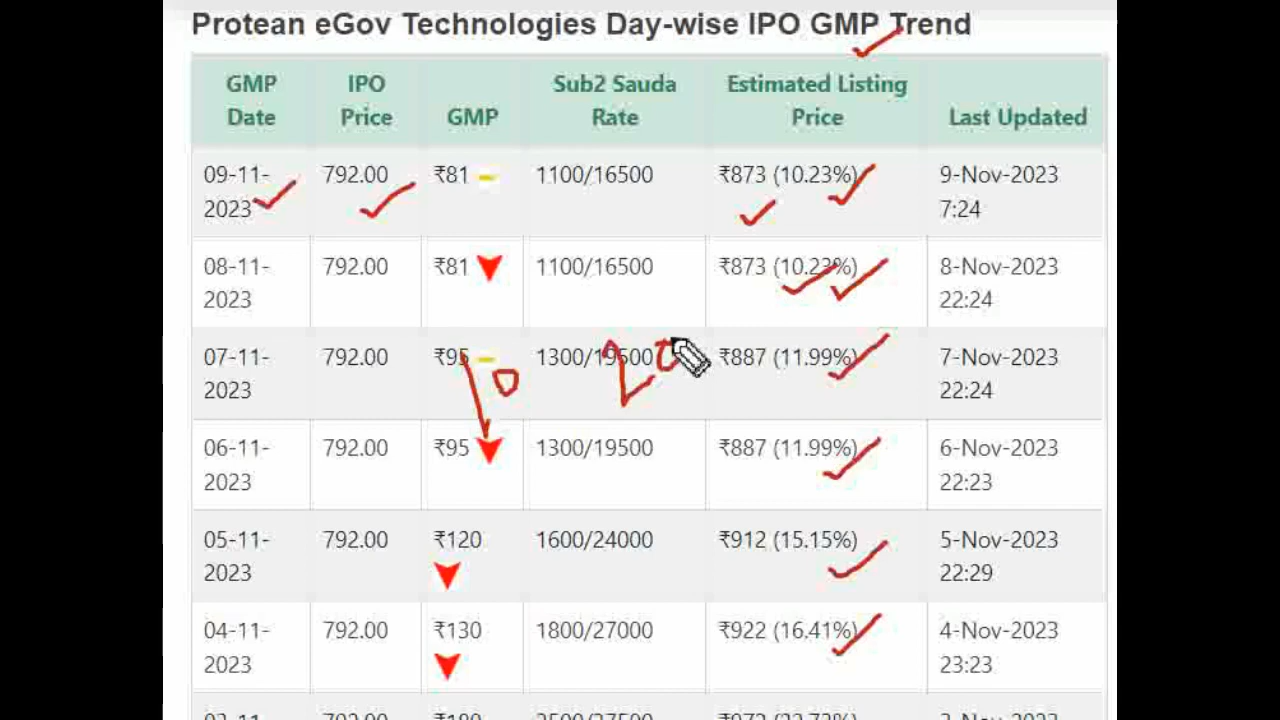 Protean eGov Technologies Day-wise IPO GMP Trend
GMP Date IPO Price GMP Sub2 Sauda Rate Estimated Listing Price Last Updated
09-11-2023 792.00 ₹81 1100/16500 ₹873 (10.23%) 9-Nov-2023 7:24
08-11-2023 792.00 ₹81 1100/16500 ₹873 (10.23%) 8-Nov-2023 22:24
07-11-2023 792.00 ₹95 1300/19500 ₹887 (11.99%) 7-Nov-2023 22:24
10 20
06-11-2023 792.00 ₹95 1300/19500 ₹887 (11.99%) 6-Nov-2023 22:23
05-11-2023 792.00 ₹120 1600/24000 ₹912 (15.15%) 5-Nov-2023 22:29
04-11-2023 792.00 ₹130 1800/27000 ₹922 (16.41%) 4-Nov-2023 23:23